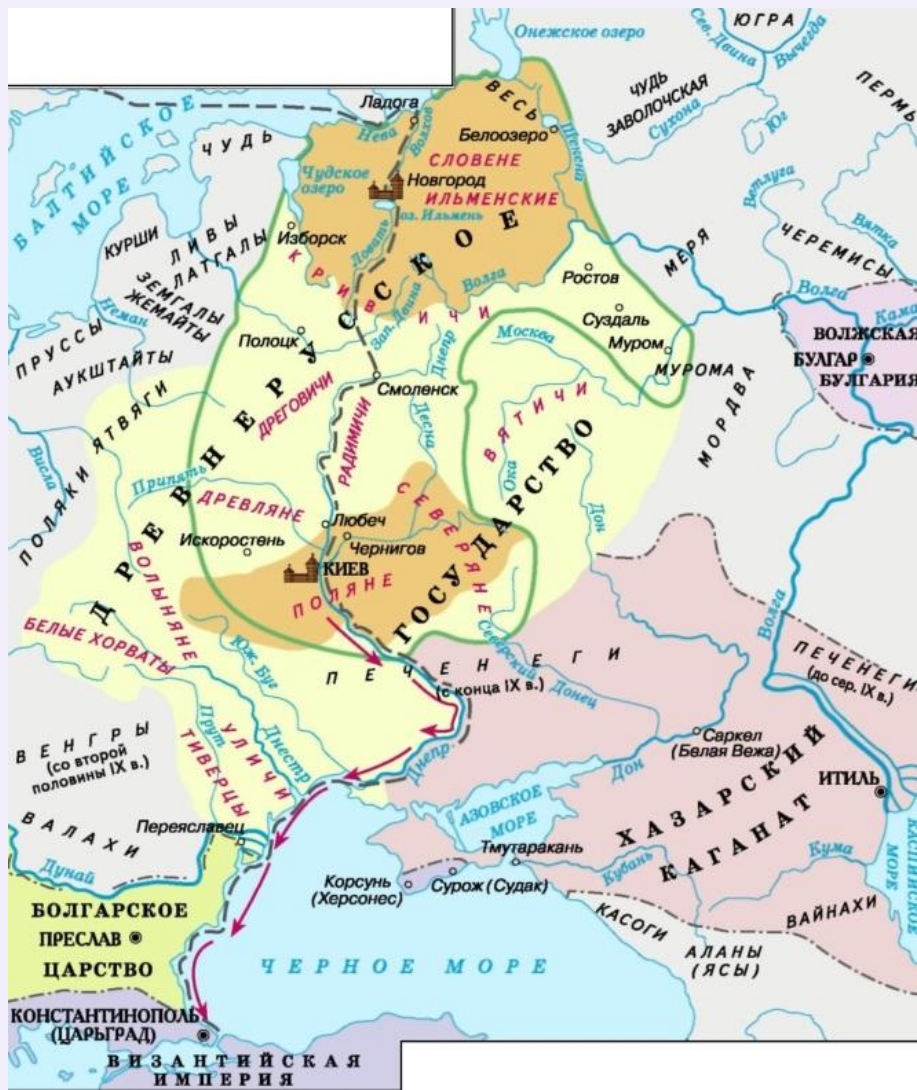 ЮГРА
Онежское озеро
Сев. Двина
Вычегда
ПЕРМЬ
ЧУДЬ
ЗАВОЛОЧСКАЯ
Сухона
Юг
Ладога
Нева
Волхов
ВЕСЬ
Белоозеро
Шексна
БАЛТИЙСКОЕ
МОРЕ
ЧУДЬ
СЛОВЕНЕ
Новгород
ИЛЬМЕНСКИЕ
Чудское
озеро
оз. Ильмень
Ветлуга
Вятка
ЧЕРЕМИСЫ
КУРШИ
ЛИВЫ
ЛАТГАЛЫ
ЗЕМГАЛЫ
ЖЕМАЙТЫ
Изборск
Ловать
КРИВИЧИ
Волга
Ростов
МЕРЯ
Волга
Кама
Неман
ПРУССЫ
АУКШТАЙТЫ
Полоцк
Зап. Двина
Днепр
Москва
Суздаль
Муром
МУРОМА
ВОЛЖСКАЯ
БУЛГАР
БУЛГАРИЯ
ДРЕВНЕРУССКОЕ
ГОСУДАРСТВО
Смоленск
МОРДВА
ЯТВЯГИ
ПОЛЯКИ
Висла
ДРЕГОВИЧИ
РАДИМИЧИ
Десна
ВЯТИЧИ
Ока
Дон
Припять
ДРЕВЛЯНЕ
СЕВЕРЯНЕ
Любеч
Чернигов
Искоростень
КИЕВ
ПОЛЯНЕ
ВОЛЫНЯНЕ
БЕЛЫЕ ХОРВАТЫ
Юж. Буг
Северский Донец
Волга
ПЕЧЕНЕГИ
(с конца IX в.)
ПЕЧЕНЕГИ
(до сер. IX в.)
ВЕНГРЫ
(со второй
половины IX в.)
Прут
ТИВЕРЦЫ
УЛИЧИ
Днестр
Днепр
Саркел
(Белая Вежа)
Дон
ИТИЛЬ
ХАЗАРСКИЙ
КАГАНАТ
ВАЛАХИ
Переяславец
Дунай
АЗОВСКОЕ
МОРЕ
Тмутаракань
Кубань
Кума
КАСПИЙСКОЕ
МОРЕ
Корсунь
(Херсонес)
Сурож (Судак)
ВАЙНАХИ
КАСОГИ
АЛАНЫ
(ЯСЫ)
БОЛГАРСКОЕ
ПРЕСЛАВ
ЦАРСТВО
ЧЕРНОЕ МОРЕ
КОНСТАНТИНОПОЛЬ
(ЦАРЬГРАД)
ВИЗАНТИЙСКАЯ
ИМПЕРИЯ